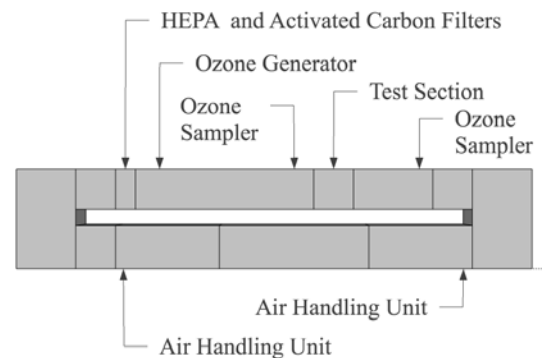 HEPA and Activated Carbon Filters
Ozone Generator
Test Section
Ozone
Sampler
Ozone
Sampler
Air Handling Unit
Air Handling Unit